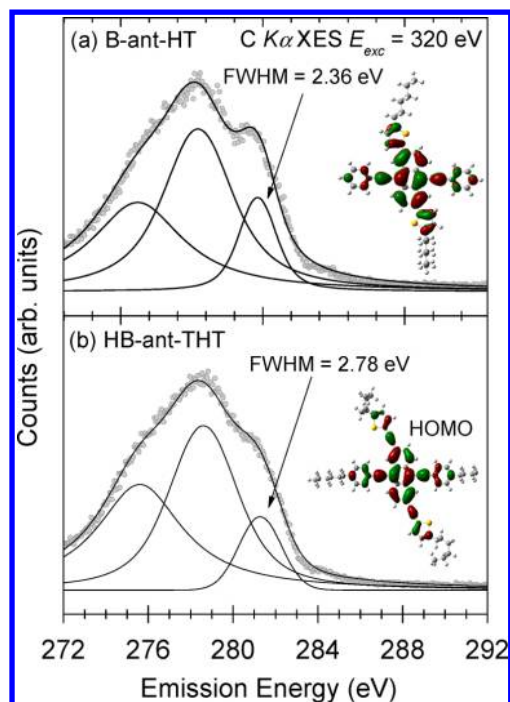 (a) B-ant-HT
C Kα XES E_exc = 320 eV
FWHM = 2.36 eV
(b) HB-ant-THT
FWHM = 2.78 eV
HOMO
Counts (arb. units)
272 276 280 284 288 292
Emission Energy (eV)